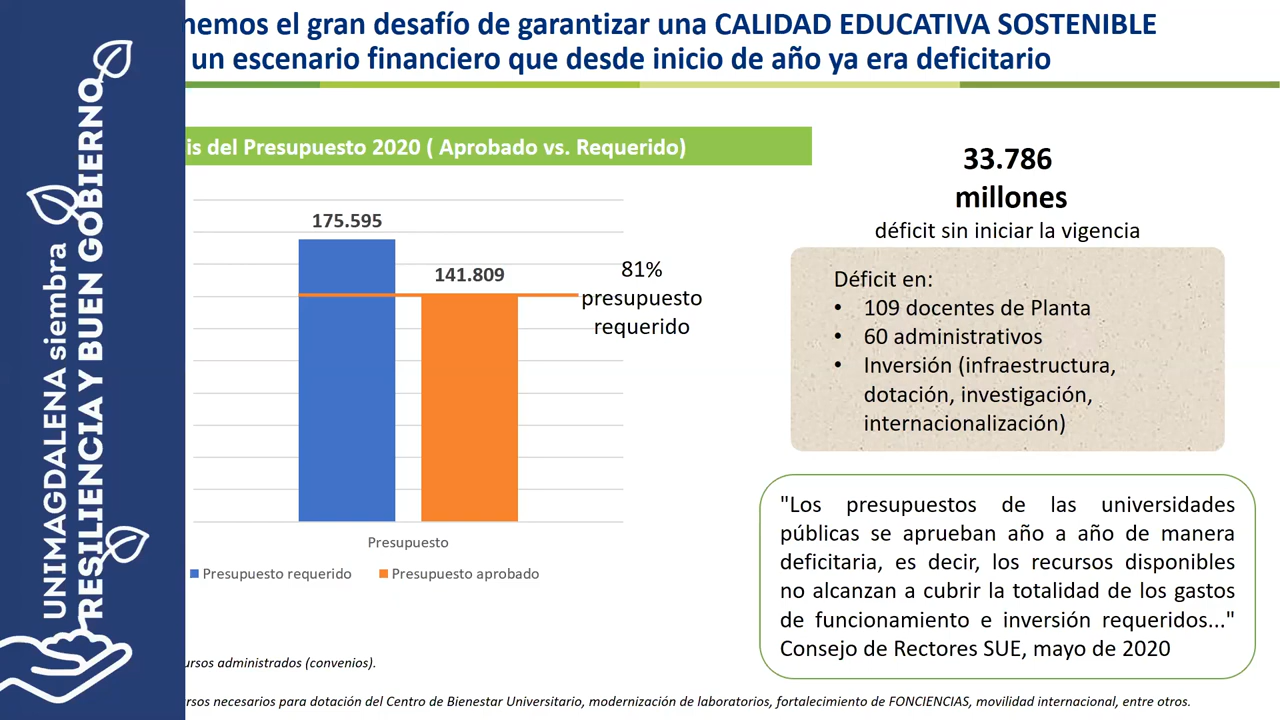 nemos el gran desafío de garantizar una CALIDAD EDUCATIVA SOSTENIBLE
un escenario financiero que desde inicio de año ya era deficitario
UNIMAGDALENA siembra
RESILIENCIA Y BUEN GOBIERNO
is del Presupuesto 2020 ( Aprobado vs. Requerido)
175.595
141.809
81%
presupuesto
requerido
Presupuesto
Presupuesto requerido
Presupuesto aprobado
33.786
millones
déficit sin iniciar la vigencia
Déficit en:
• 109 docentes de Planta
• 60 administrativos
• Inversión (infraestructura,
dotación, investigación,
internacionalización)
"Los presupuestos de las universidades
públicas se aprueban año a año de manera
deficitaria, es decir, los recursos disponibles
no alcanzan a cubrir la totalidad de los gastos
de funcionamiento e inversión requeridos..."
Consejo de Rectores SUE, mayo de 2020
ursos administrados (convenios).
rsos necesarios para dotación del Centro de Bienestar Universitario, modernización de laboratorios, fortalecimiento de FONCIENCIAS, movilidad internacional, entre otros.